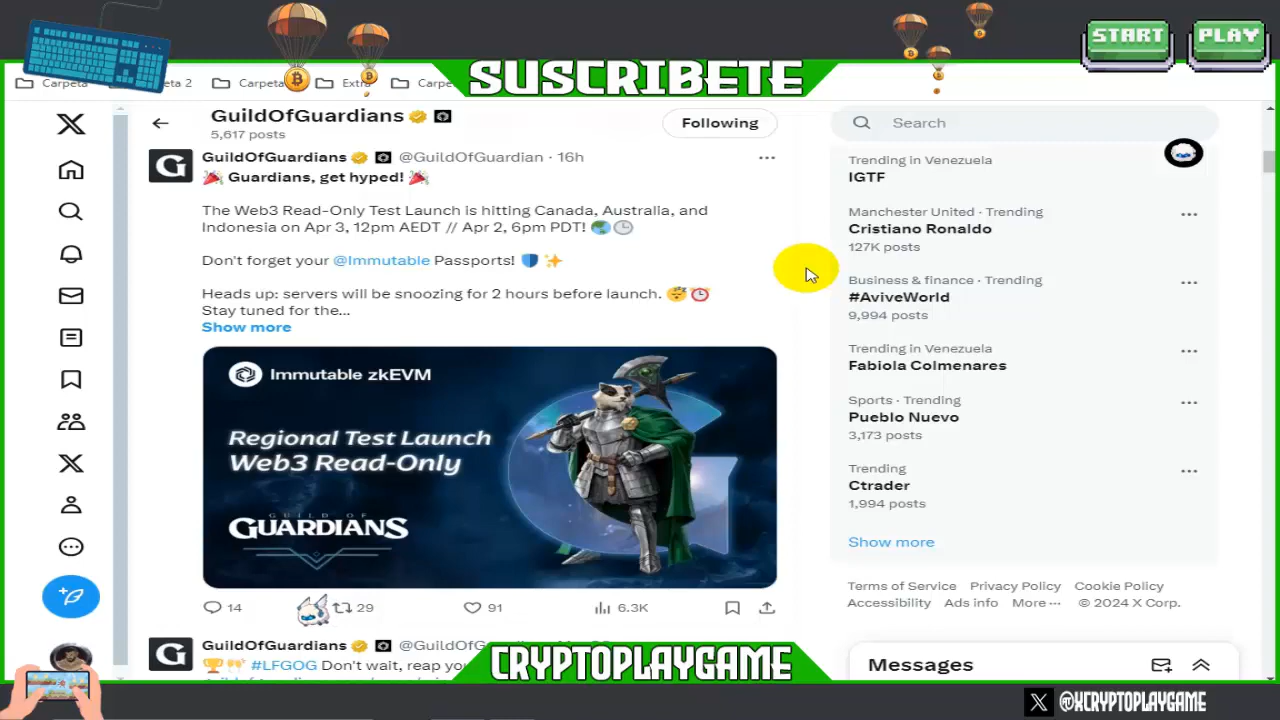 START
PLAY
SUSCRIBETE
Carpeta
eta 2
Carpeta
Extra
Carpe
GuildOfGuardians
5,617 posts
Following
Search
GuildOfGuardians @GuildOfGuardian · 16h
🎉 Guardians, get hyped! 🎉
The Web3 Read-Only Test Launch is hitting Canada, Australia, and
Indonesia on Apr 3, 12pm AEDT // Apr 2, 6pm PDT! 🌏🕒
Don't forget your @Immutable Passports! 🛡️ ✨
Heads up: servers will be snoozing for 2 hours before launch. 😴⏰
Stay tuned for the...
Show more
Immutable zkEVM
Regional Test Launch
Web3 Read-Only
GUILD OF
GUARDIANS
14
29
91
6.3K
GuildOfGuardians
🏆🙌 #LFGOG Don't wait, reap
Trending in Venezuela
IGTF
Manchester United · Trending
Cristiano Ronaldo
127K posts
Business & finance · Trending
#AviveWorld
9,994 posts
Trending in Venezuela
Fabiola Colmenares
Sports · Trending
Pueblo Nuevo
3,173 posts
Trending
Ctrader
1,994 posts
Show more
Terms of Service Privacy Policy Cookie Policy
Accessibility Ads info More ··· © 2024 X Corp.
Messages
CRYPTOPLAYGAME
X @XCRYPTOPLAYGAME